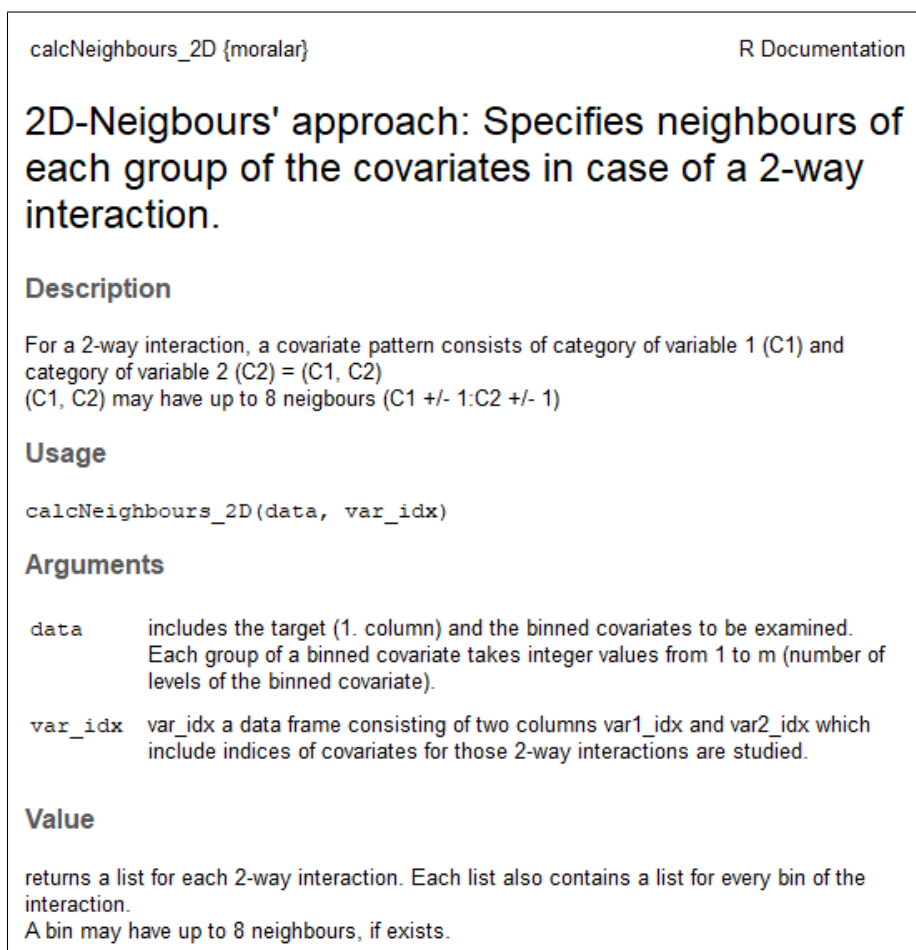 calcNeighbours_2D {moralar} R Documentation
2D-Neigbours' approach: Specifies neighbours of
each group of the covariates in case of a 2-way
interaction.
Description
For a 2-way interaction, a covariate pattern consists of category of variable 1 (C1) and
category of variable 2 (C2) = (C1, C2)
(C1, C2) may have up to 8 neigbours (C1 +/- 1:C2 +/- 1)
Usage
calcNeighbours_2D(data, var_idx)
Arguments
data includes the target (1. column) and the binned covariates to be examined.
Each group of a binned covariate takes integer values from 1 to m (number of
levels of the binned covariate).
var_idx var_idx a data frame consisting of two columns var1_idx and var2_idx which
include indices of covariates for those 2-way interactions are studied.
Value
returns a list for each 2-way interaction. Each list also contains a list for every bin of the
interaction.
A bin may have up to 8 neighbours, if exists.